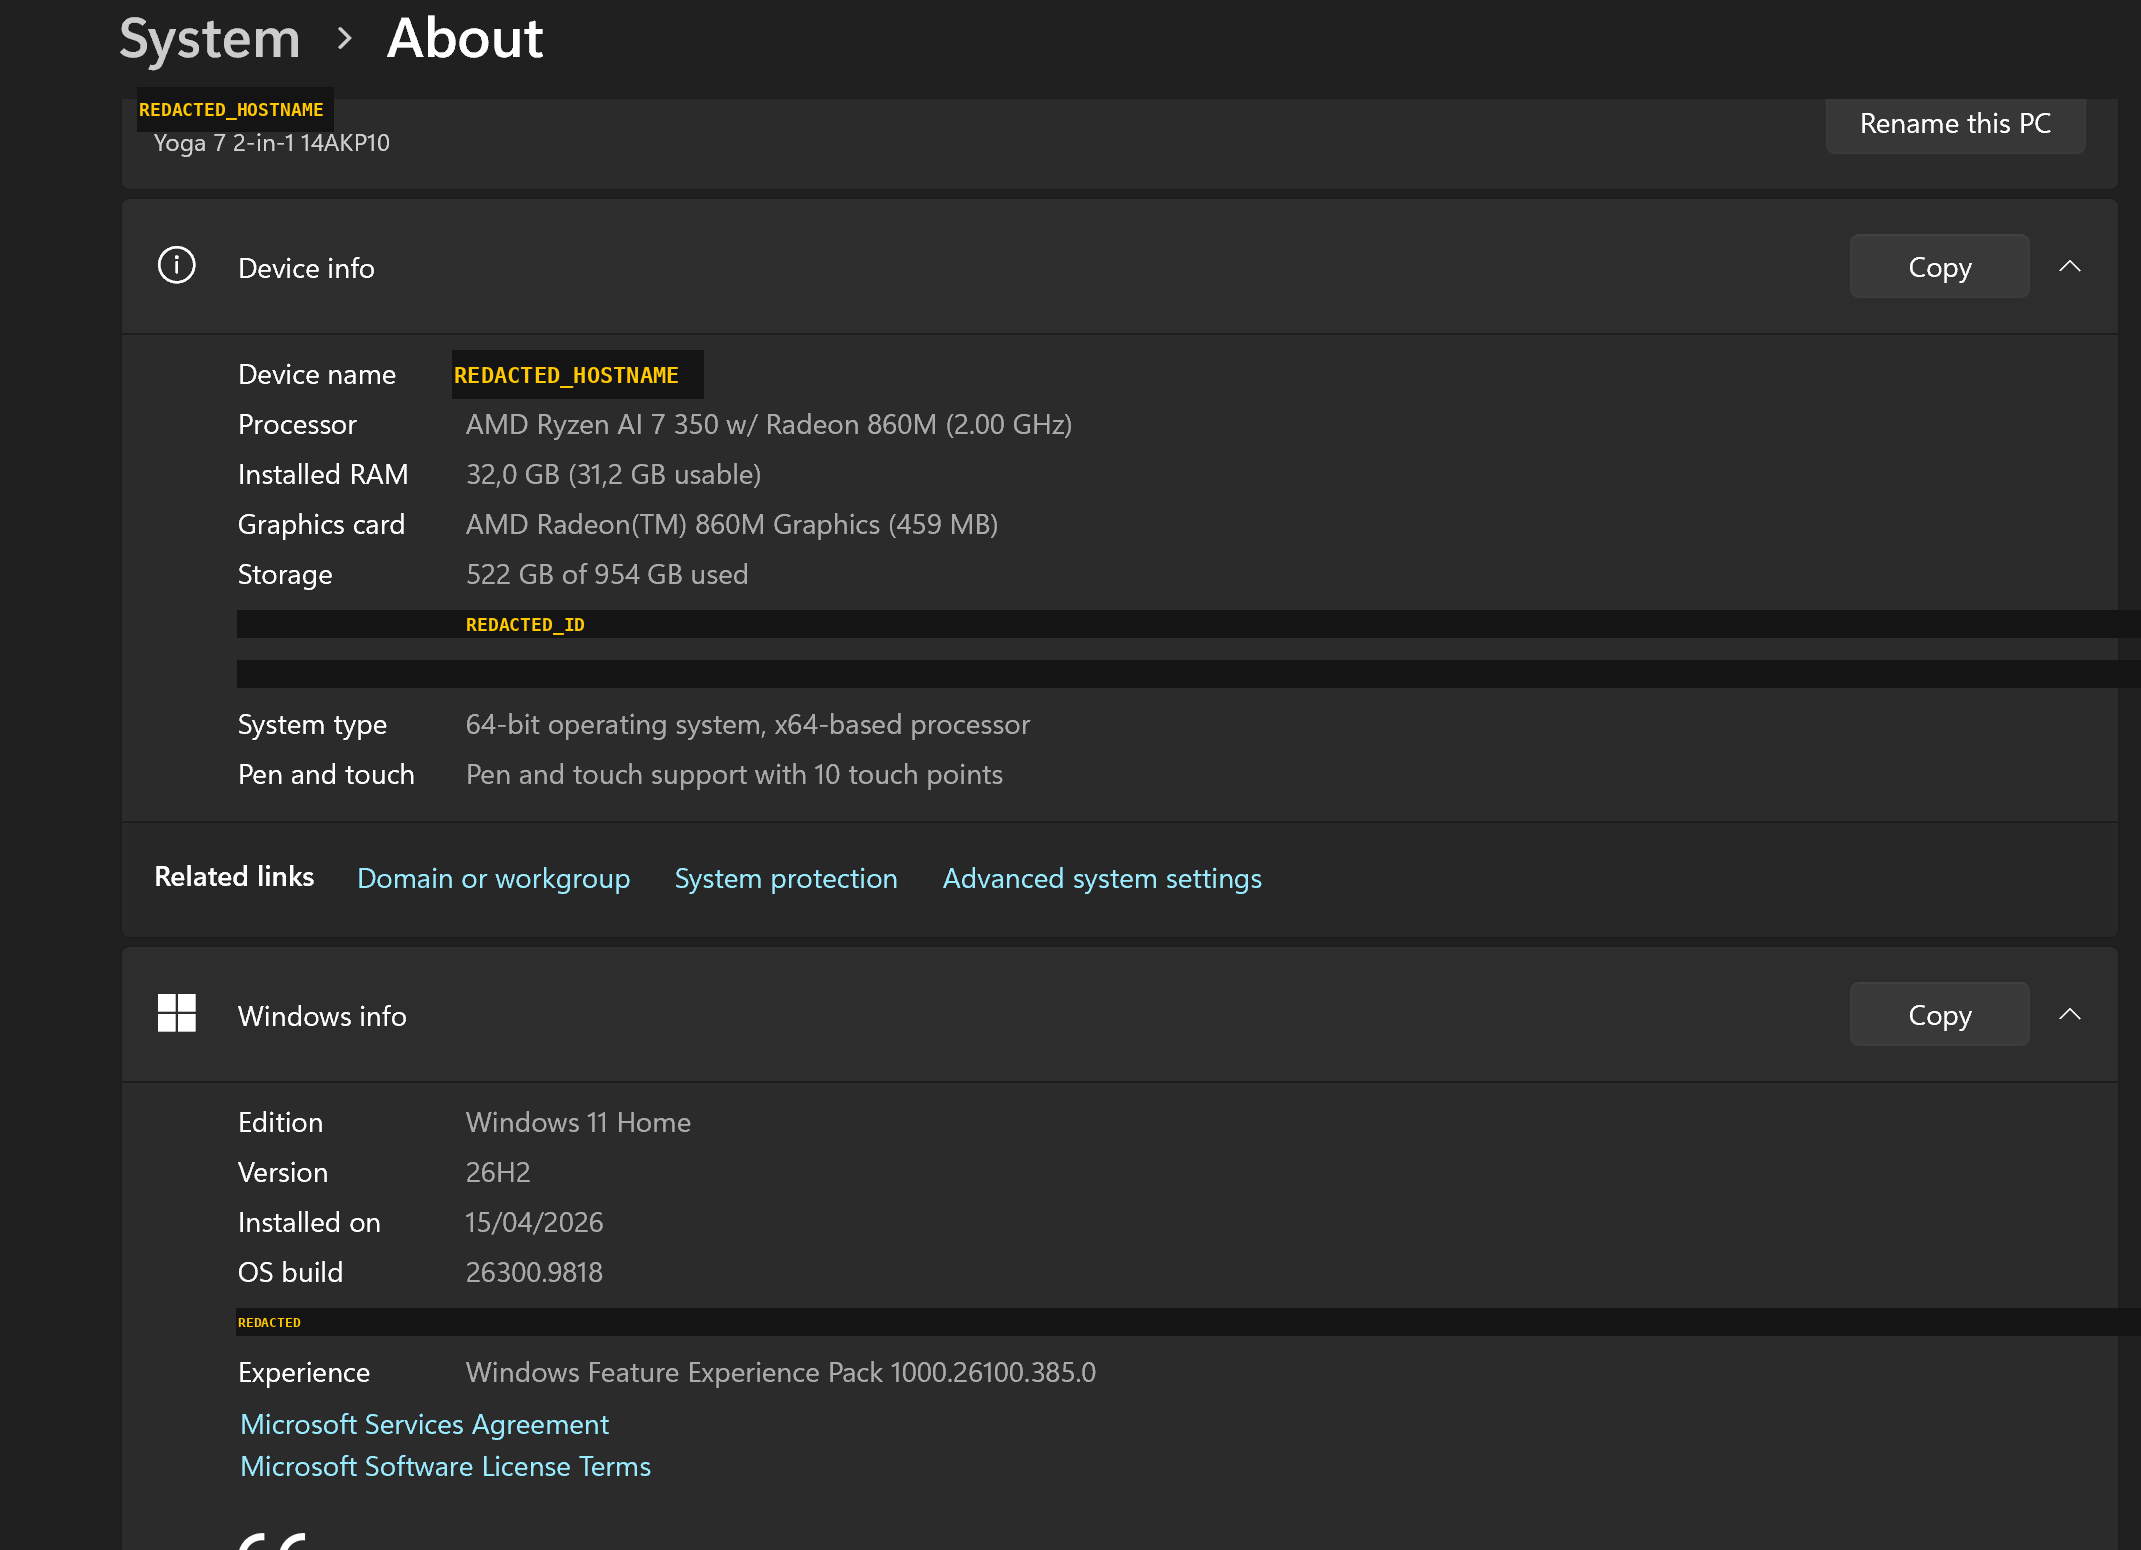 System > About
REDACTED_HOSTNAME
Yoga 7 2-in-1 14AKP10
Rename this PC
Device info
Copy
Device name REDACTED_HOSTNAME
Processor AMD Ryzen AI 7 350 w/ Radeon 860M (2.00 GHz)
Installed RAM 32,0 GB (31,2 GB usable)
Graphics card AMD Radeon(TM) 860M Graphics (459 MB)
Storage 522 GB of 954 GB used
REDACTED_ID
System type 64-bit operating system, x64-based processor
Pen and touch Pen and touch support with 10 touch points
Related links Domain or workgroup System protection Advanced system settings
Windows info
Copy
Edition Windows 11 Home
Version 26H2
Installed on 15/04/2026
OS build 26300.9818
REDACTED
Experience Windows Feature Experience Pack 1000.26100.385.0
Microsoft Services Agreement
Microsoft Software License Terms